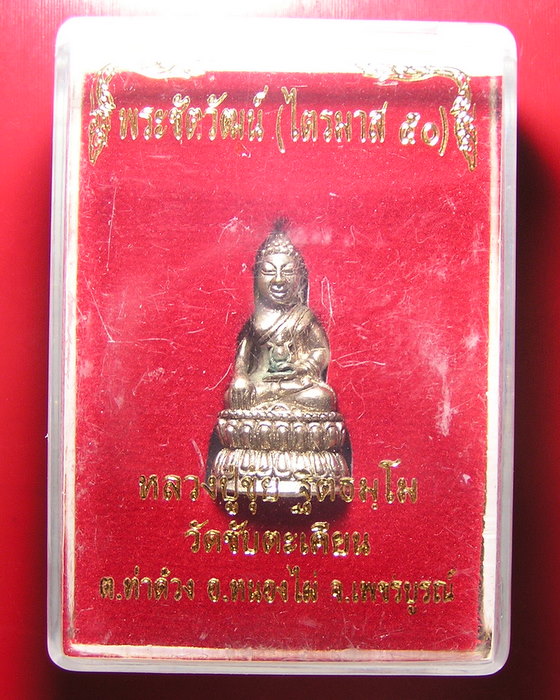 พระชัยวัฒน์ (ไตรมาส ๕๐)
หลวงปู่จุ้ย ฐิตธมฺโม
วัดซับตะเคียน
ต.ท่าด้วง อ.หนองไผ่ จ.เพชรบูรณ์